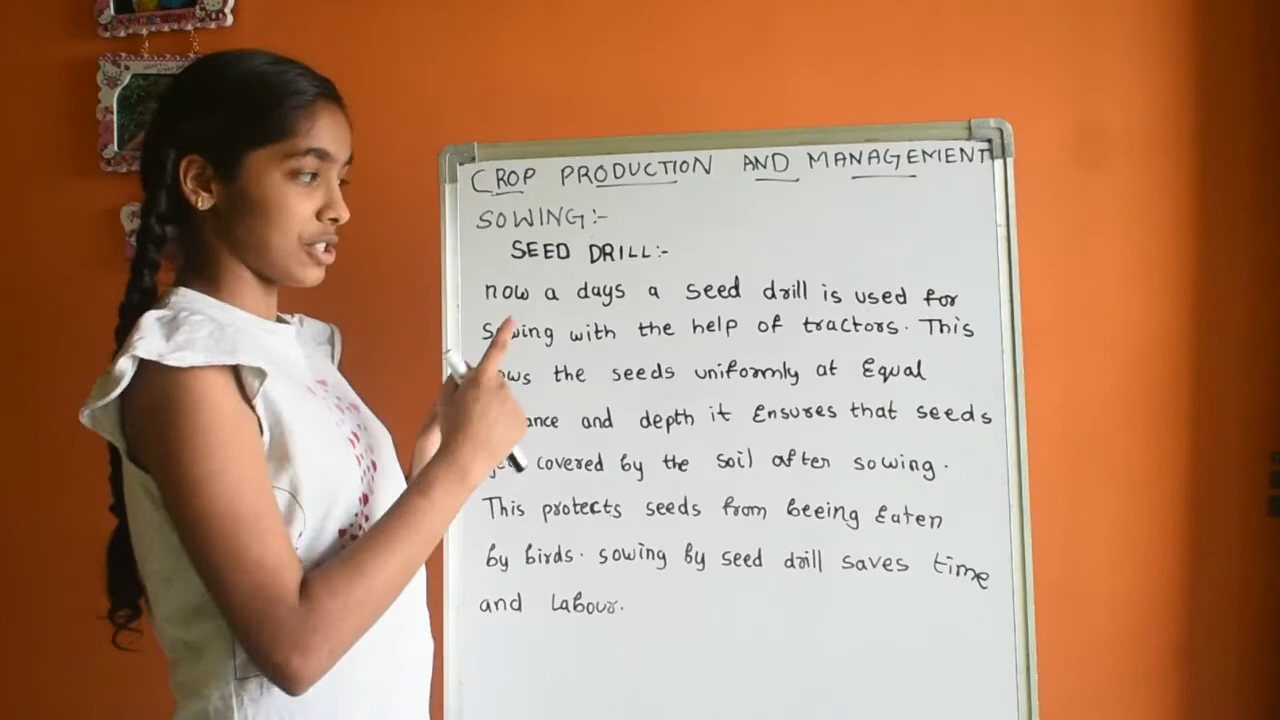 CROP PRODUCTION AND MANAGEMENT
SOWING:-
SEED DRILL:-
now a days a seed drill is used for
Sowing with the help of tractors. This
the seeds uniformly at Equal
and depth it Ensures that seeds
covered by the soil after sowing.
This protects seeds from beeing Eaten
by birds. sowing by seed drill saves time
and Labour.